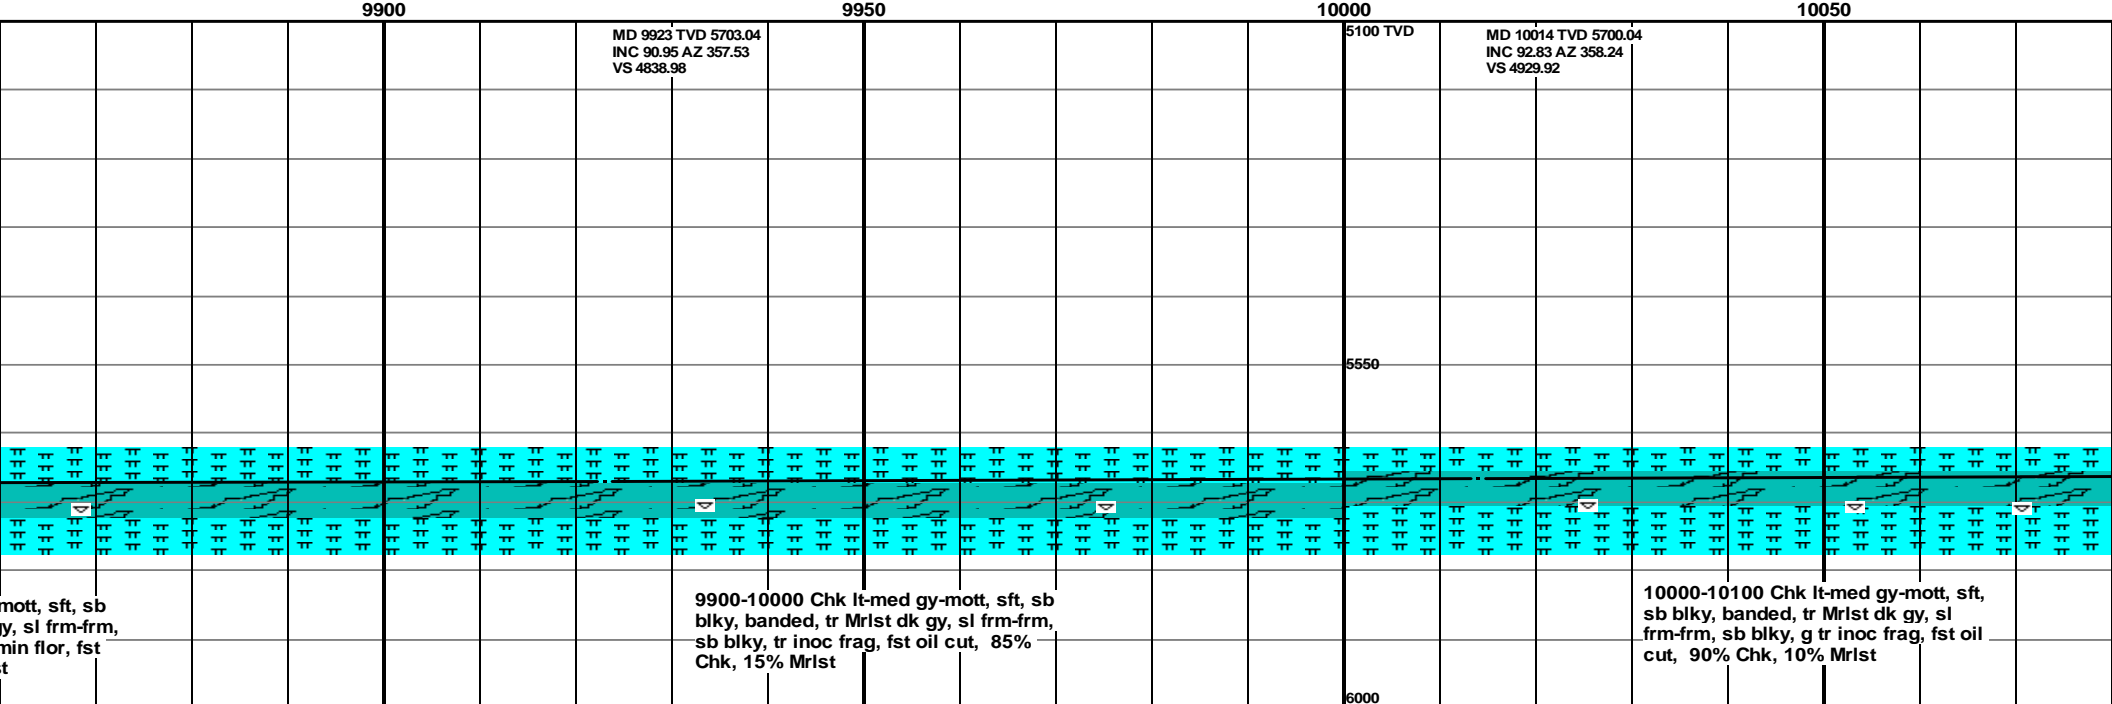 9900
9950
10000
10050
MD 9923 TVD 5703.04
INC 90.95 AZ 357.53
VS 4838.98
5100 TVD
MD 10014 TVD 5700.04
INC 92.83 AZ 358.24
VS 4929.92
5550
mott, sft, sb
gy, sl frm-frm,
min flor, fst
9900-10000 Chk lt-med gy-mott, sft, sb
blky, banded, tr Mrlst dk gy, sl frm-frm,
sb blky, tr inoc frag, fst oil cut, 85%
Chk, 15% Mrlst
10000-10100 Chk lt-med gy-mott, sft,
sb blky, banded, tr Mrlst dk gy, sl
frm-frm, sb blky, g tr inoc frag, fst oil
cut, 90% Chk, 10% Mrlst
6000